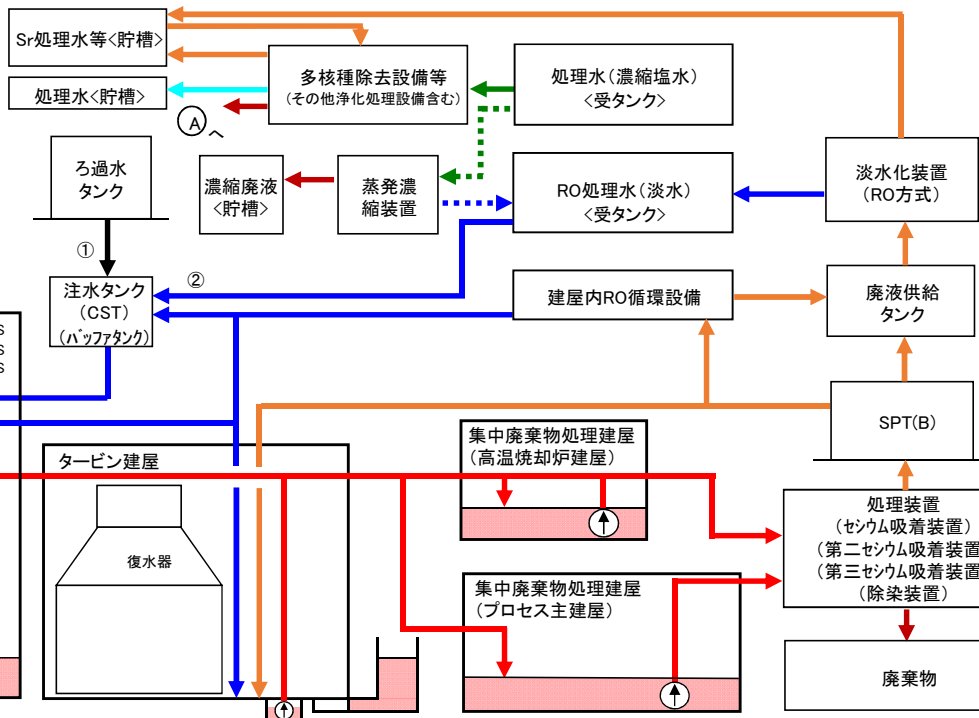 Sr処理水等<貯槽>
多核種除去設備等
(その他浄化処理設備含む)
処理水(濃縮塩水)
<受タンク>
処理水<貯槽>
Ⓐへ
ろ過水
タンク
濃縮廃液
<貯槽>
蒸発濃
縮装置
RO処理水(淡水)
<受タンク>
淡水化装置
(RO方式)
①
②
注水タンク
(CST)
(バッファタンク)
建屋内RO循環設備
廃液供給
タンク
S
S
S
SPT(B)
タービン建屋
集中廃棄物処理建屋
(高温焼却炉建屋)
復水器
処理装置
(セシウム吸着装置)
(第二セシウム吸着装置
(第三セシウム吸着装置
(除染装置)
集中廃棄物処理建屋
(プロセス主建屋)
廃棄物